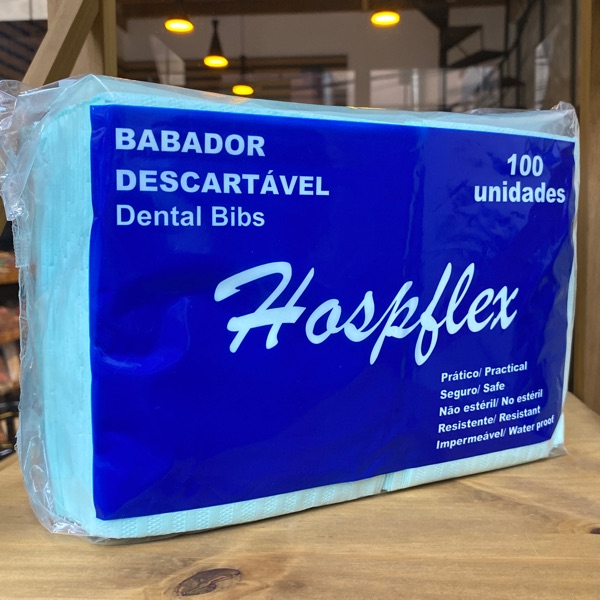 BABADOR
DESCARTÁVEL
Dental Bibs
100
unidades
Hospflex
Prático/ Practical
Seguro/ Safe
Não estéril/ No estéril
Resistente/ Resistant
Impermeável/ Water proof